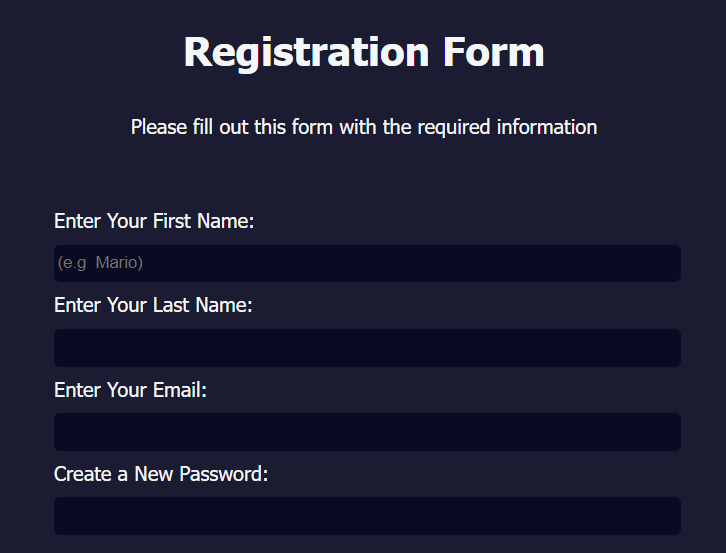 Registration Form
Please fill out this form with the required information
Enter Your First Name:
(e.g  Mario)
Enter Your Last Name:
Enter Your Email:
Create a New Password: